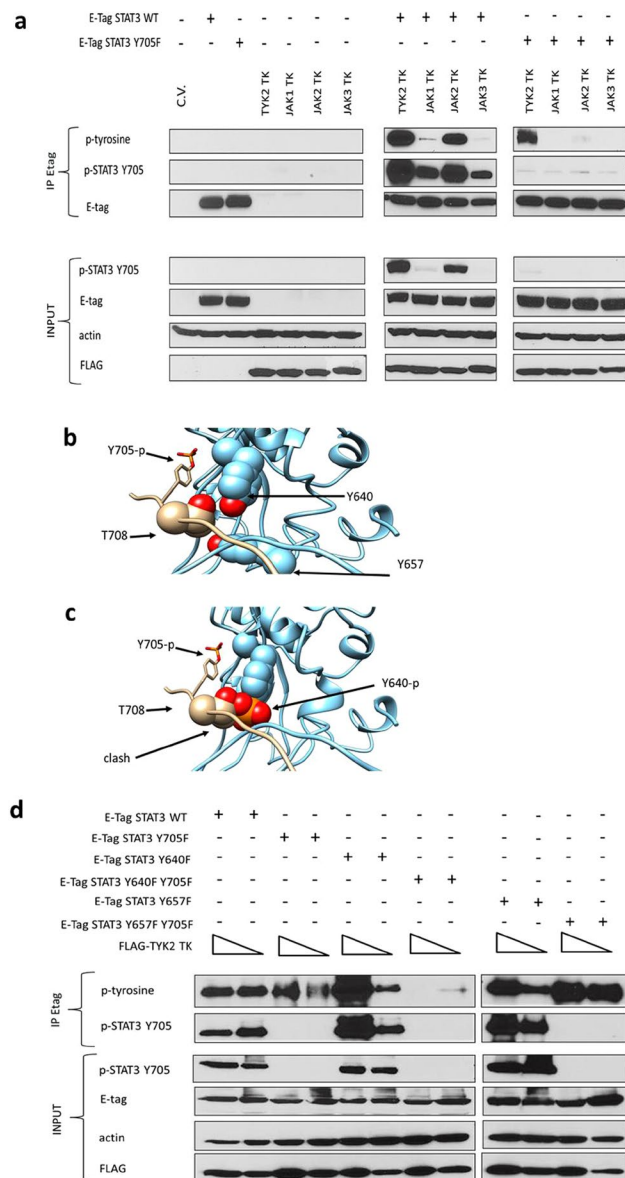 a
E-Tag STAT3 WT - + - - - - - + + + + - - - -
E-Tag STAT3 Y705F - - + - - - - - - - - + + + +
C.V. TYK2 TK JAK1 TK JAK2 TK JAK3 TK TYK2 TK JAK1 TK JAK2 TK JAK3 TK TYK2 TK JAK1 TK JAK2 TK JAK3 TK
IP Etag
p-tyrosine
p-STAT3 Y705
E-tag
INPUT
p-STAT3 Y705
E-tag
actin
FLAG
b
Y705-p
Y640
T708
Y657
c
Y705-p
Y640-p
T708
clash
d
E-Tag STAT3 WT + + - - - - - - - - - -
E-Tag STAT3 Y705F - - + + - - - - - - - -
E-Tag STAT3 Y640F - - - - + + - - - - - -
E-Tag STAT3 Y640F Y705F - - - - - - + + - - - -
E-Tag STAT3 Y657F - - - - - - - - + + - -
E-Tag STAT3 Y657F Y705F - - - - - - - - - - + +
FLAG-TYK2 TK
IP Etag
p-tyrosine
p-STAT3 Y705
INPUT
p-STAT3 Y705
E-tag
actin
FLAG